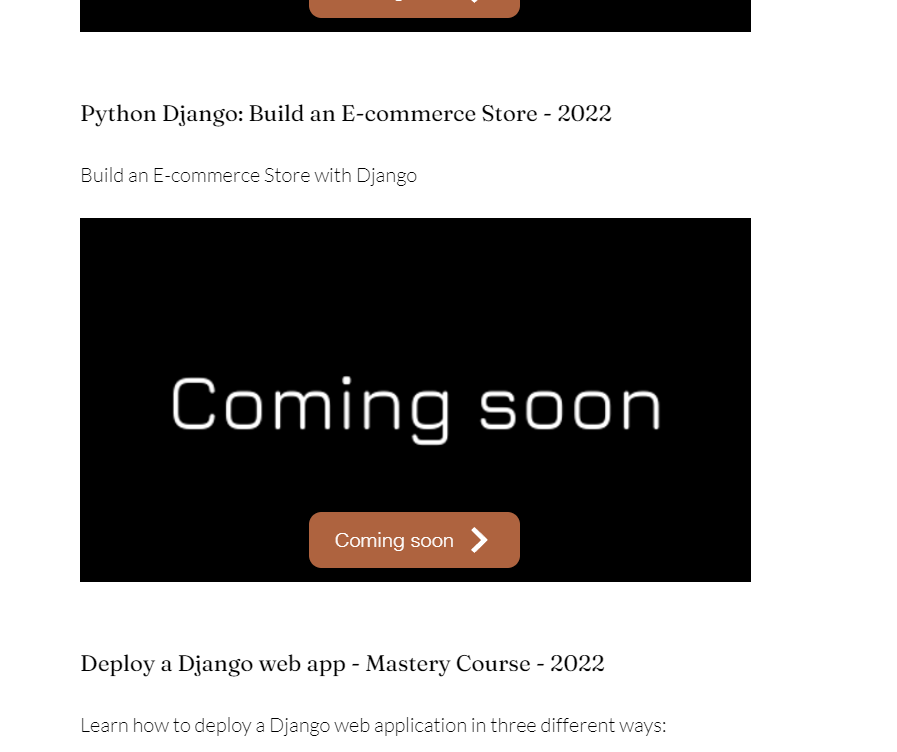 Python Django: Build an E-commerce Store - 2022
Build an E-commerce Store with Django
Coming soon
Coming soon
Deploy a Django web app - Mastery Course - 2022
Learn how to deploy a Django web application in three different ways: